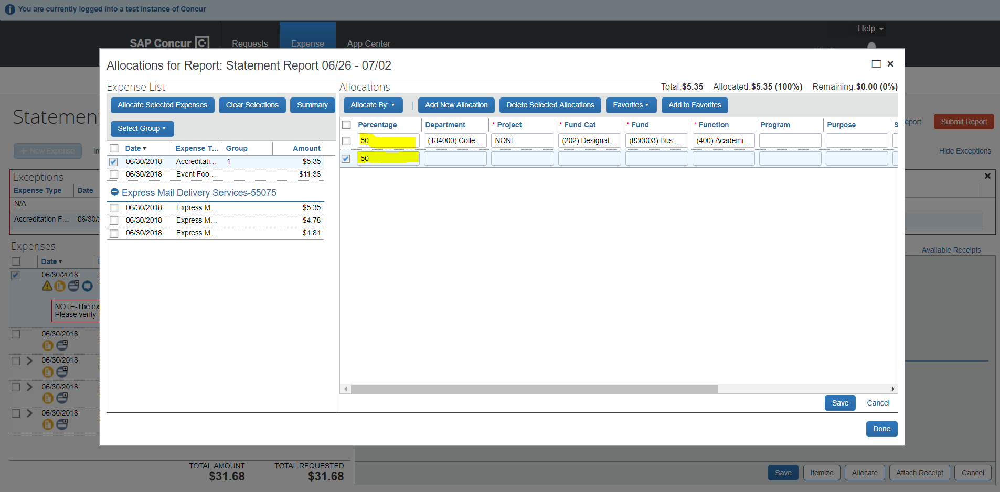 You are currently logged into a test instance of Concur
Help
SAP Concur
Requests
Expense
App Center
Statement
New Expense
eport
Submit Report
Hide Exceptions
Exceptions
Expense Type Date
N/A
Accreditation F... 06/30/2
Expenses
Date
06/30/2018
NOTE-The exp
Please verify
06/30/2018
06/30/2018
06/30/2018
06/30/2018
TOTAL AMOUNT
$31.68
TOTAL REQUESTED
$31.68
Available Receipts
Save Itemize Allocate Attach Receipt Cancel
Allocations for Report: Statement Report 06/26 - 07/02
Expense List
Allocate Selected Expenses Clear Selections Summary
Select Group
Date Expense T... Group Amount
06/30/2018 Accreditati... 1 $5.35
06/30/2018 Event Foo... $11.36
Express Mail Delivery Services-55075
06/30/2018 Express M... $5.35
06/30/2018 Express M... $4.78
06/30/2018 Express M... $4.84
Allocations
Total:$5.35 Allocated:$5.35 (100%) Remaining:$0.00 (0%)
Allocate By: | Add New Allocation Delete Selected Allocations Favorites Add to Favorites
Percentage Department * Project * Fund Cat * Fund * Function Program Purpose S
50 (134000) Colle... NONE (202) Designat... (830003) Bus ... (400) Academi...
50
Save Cancel
Done